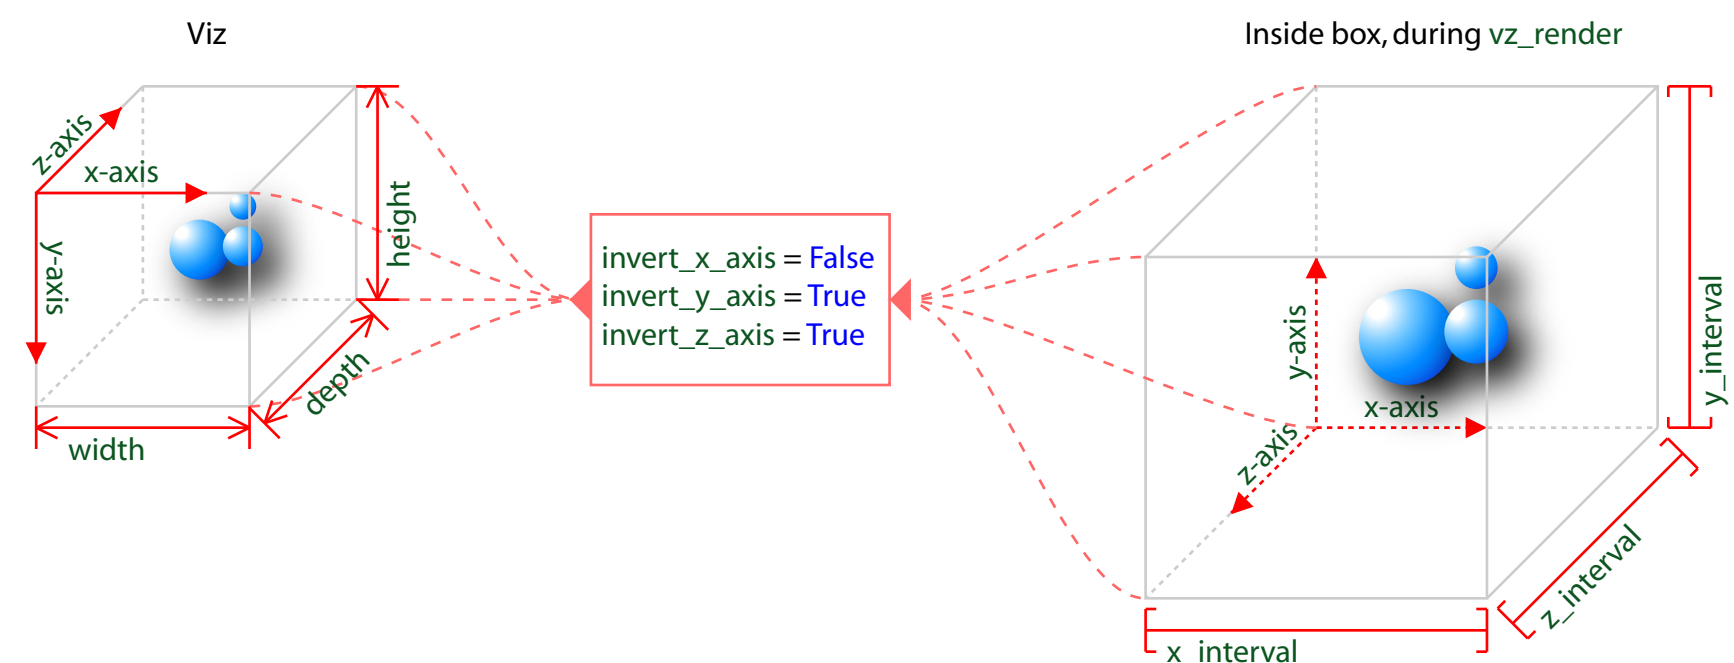 Viz
Inside box, during vz_render
z-axis
x-axis
y-axis
height
depth
width
invert_x_axis = False
invert_y_axis = True
invert_z_axis = True
y-axis
x-axis
z-axis
y_interval
z_interval
x_interval